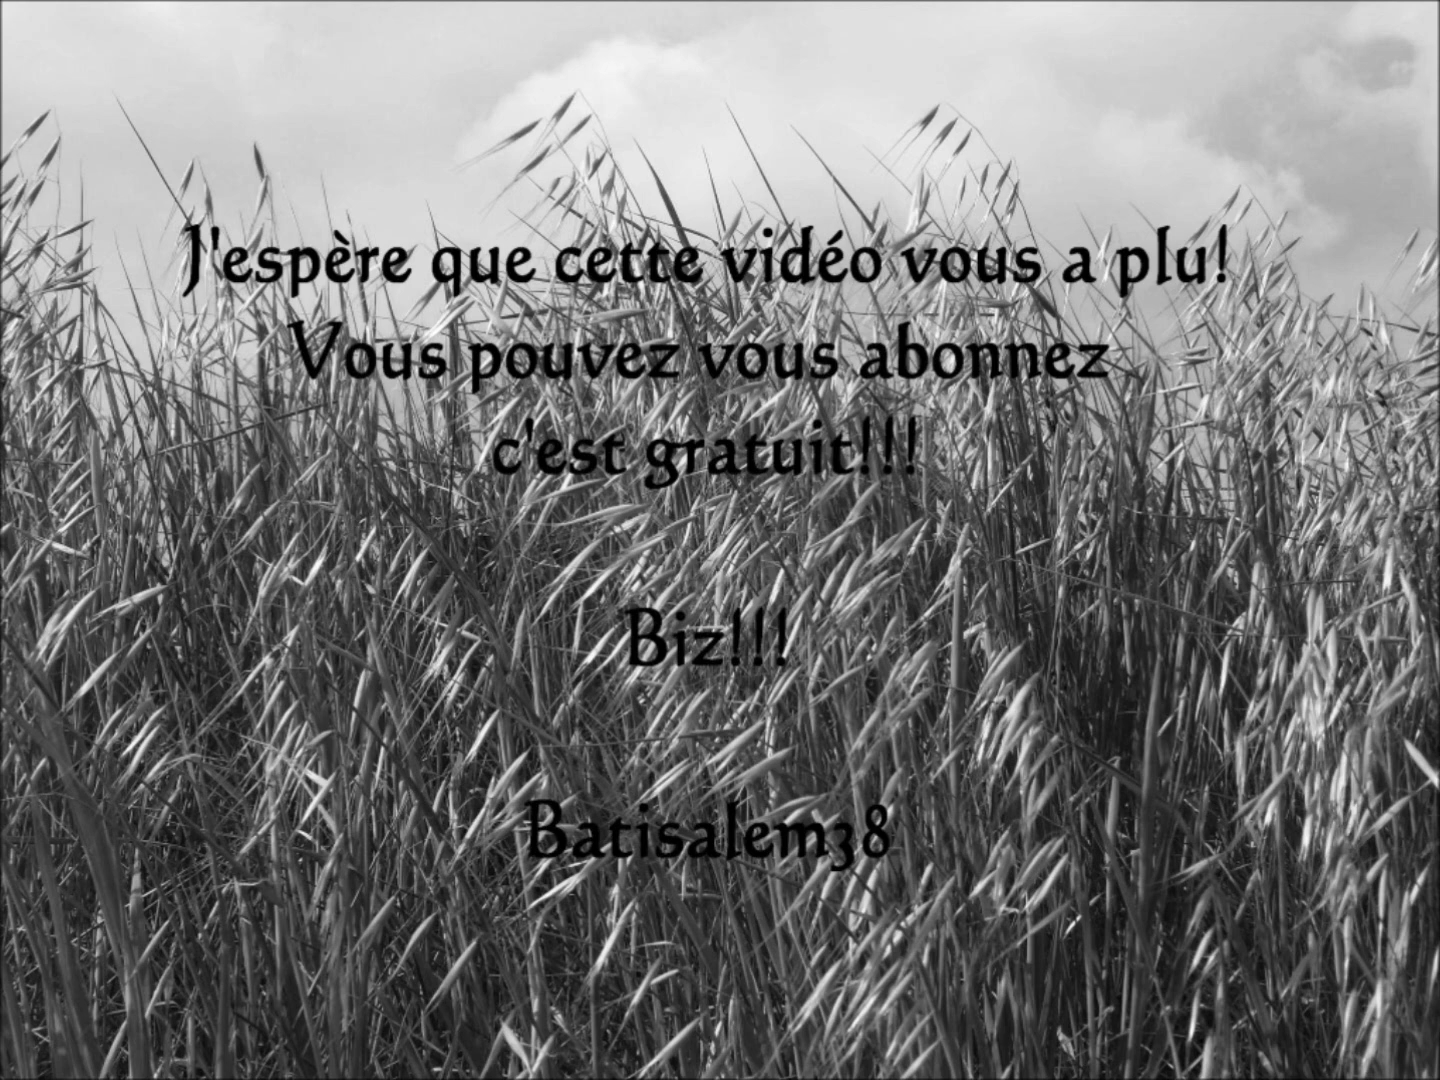 J'espère que cette vidéo vous a plu!
Vous pouvez vous abonnez
c'est gratuit!!!
Biz!!!
Batisalem38